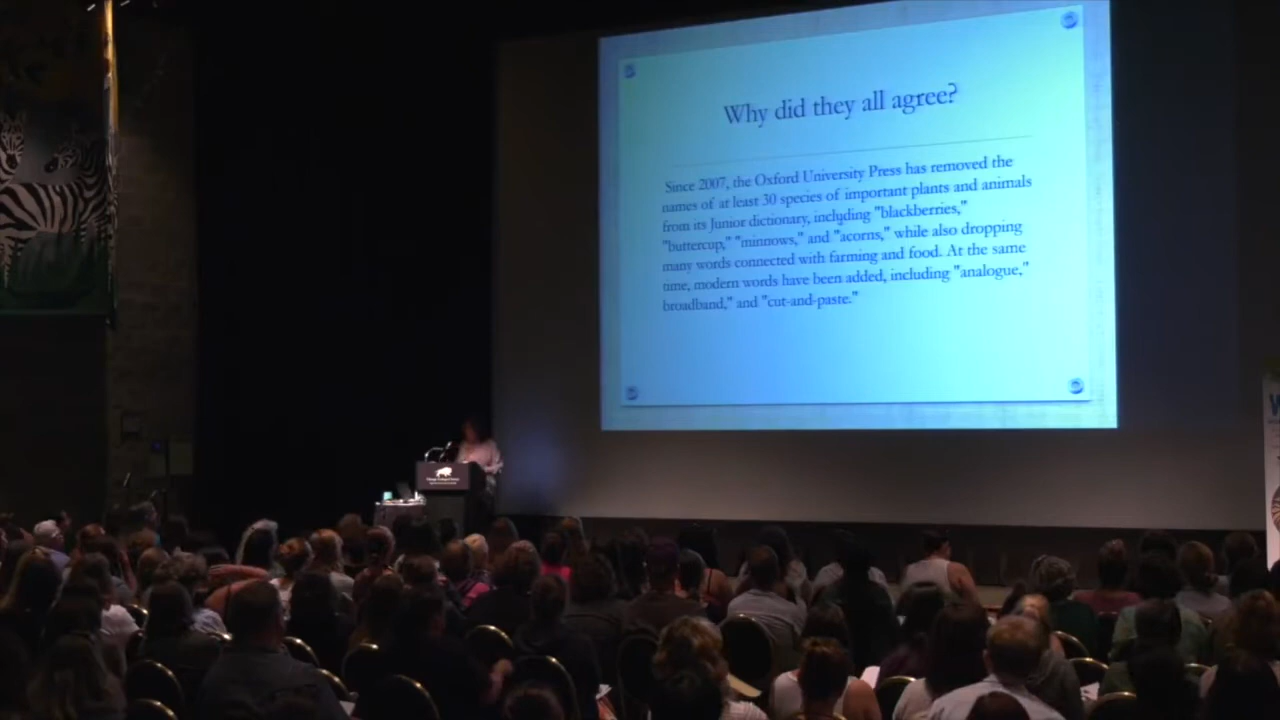 Why did they all agree?
Since 2007, the Oxford University Press has removed the
names of at least 30 species of important plants and animals
from its Junior dictionary, including "blackberries,"
"buttercup," "minnows," and "acorns," while also dropping
many words connected with farming and food. At the same
time, modern words have been added, including "analogue,"
broadband," and "cut-and-paste."